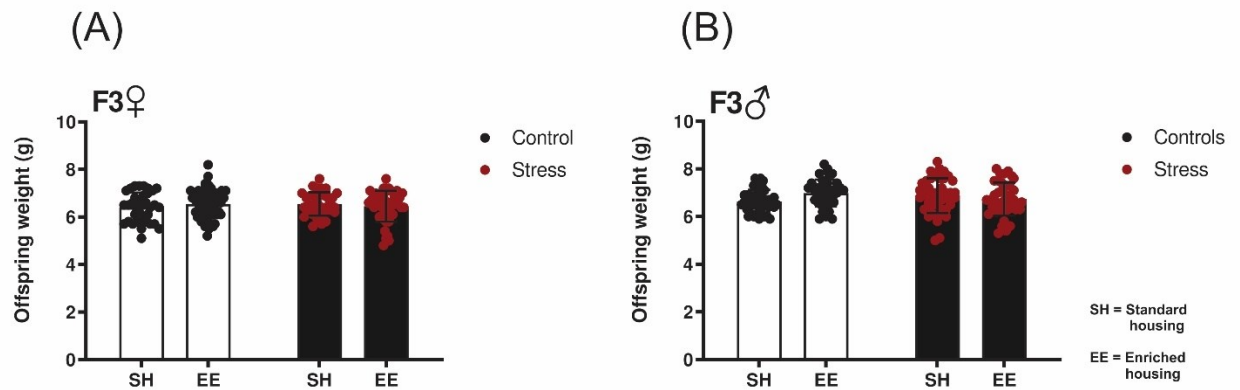 (A)
F3♀
Offspring weight (g)
10
8
6
4
2
0
SH EE SH EE
Control
Stress
(B)
F3♂
Offspring weight (g)
10
8
6
4
2
0
SH EE SH EE
Controls
Stress
SH = Standard
housing
EE = Enriched
housing